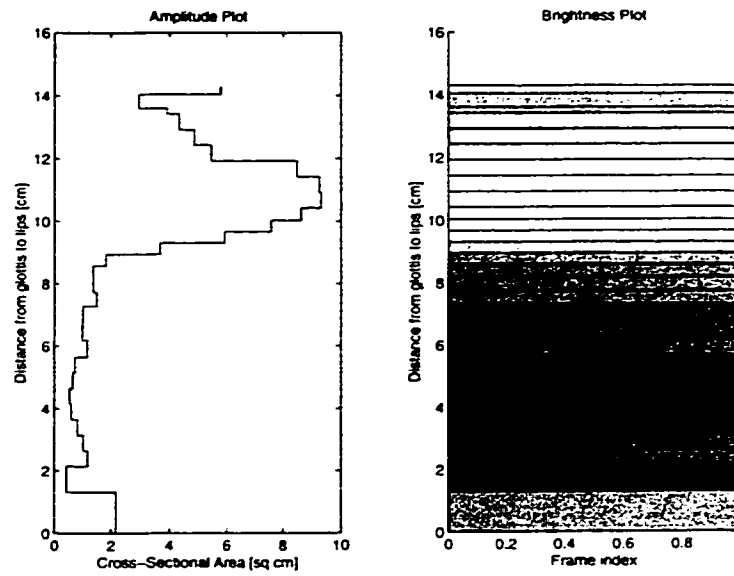 Amplitude Plot
16
14
12
10
8
6
4
2
0
Distance from glottis to lips [cm]
0 2 4 6 8 10
Cross-Sectional Area [sq cm]
Brightness Plot
16
14
12
10
8
6
4
2
0
Distance from glottis to lips [cm]
0 0.2 0.4 0.6 0.8
Frame index